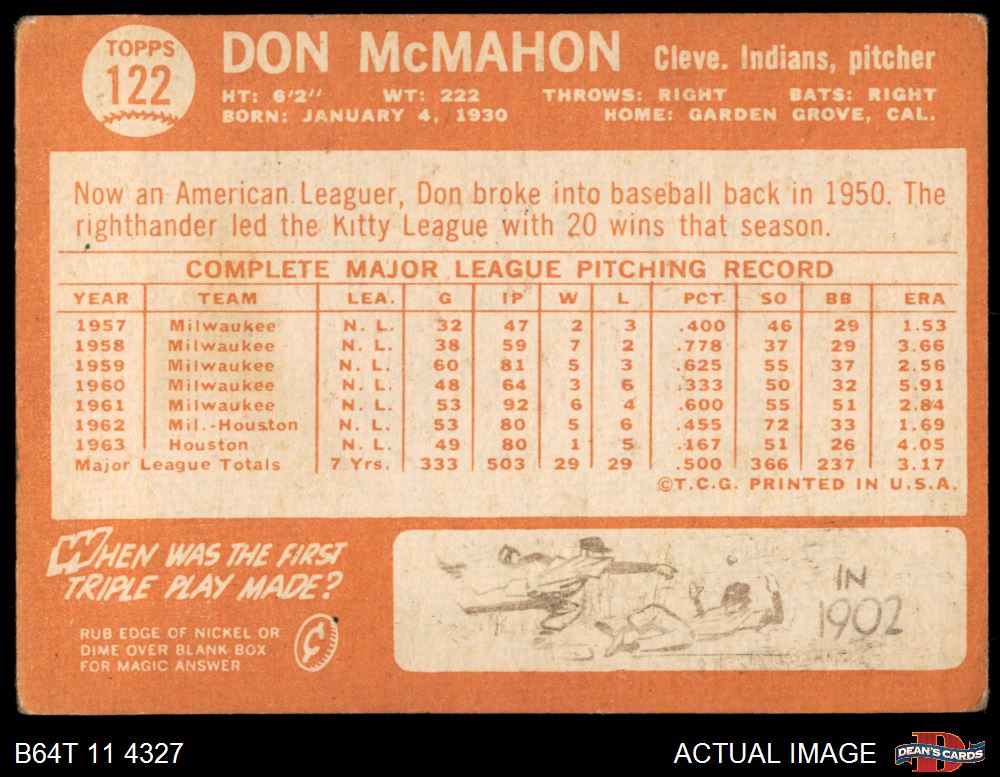 TOPPS
122
DON McMAHON Cleve. Indians, pitcher
HT: 6'2" WT: 222 THROWS: RIGHT BATS: RIGHT
BORN: JANUARY 4, 1930 HOME: GARDEN GROVE, CAL.
Now an American Leaguer, Don broke into baseball back in 1950. The
righthander led the Kitty League with 20 wins that season.
COMPLETE MAJOR LEAGUE PITCHING RECORD
YEAR TEAM LEA. G IP W L PCT SO BB ERA
1957 Milwaukee N. L. 32 47 2 3 .400 46 29 1.53
1958 Milwaukee N. L. 38 59 7 2 .778 37 29 3.66
1959 Milwaukee N. L. 60 81 5 3 .625 55 37 2.56
1960 Milwaukee N. L. 48 64 3 6 .333 50 32 5.91
1961 Milwaukee N. L. 53 92 6 4 .600 55 51 2.84
1962 Mil.-Houston N. L. 53 80 5 6 .455 72 33 1.69
1963 Houston N. L. 49 80 1 5 .167 51 26 4.05
Major League Totals 7 Yrs. 333 503 29 29 .500 366 237 3.17
©T.C.G. PRINTED IN U.S.A.
WHEN WAS THE FIRST
TRIPLE PLAY MADE?
RUB EDGE OF NICKEL OR
DIME OVER BLANK BOX
FOR MAGIC ANSWER
IN
1902
B64T 11 4327 ACTUAL IMAGE DEAN'S CARDS